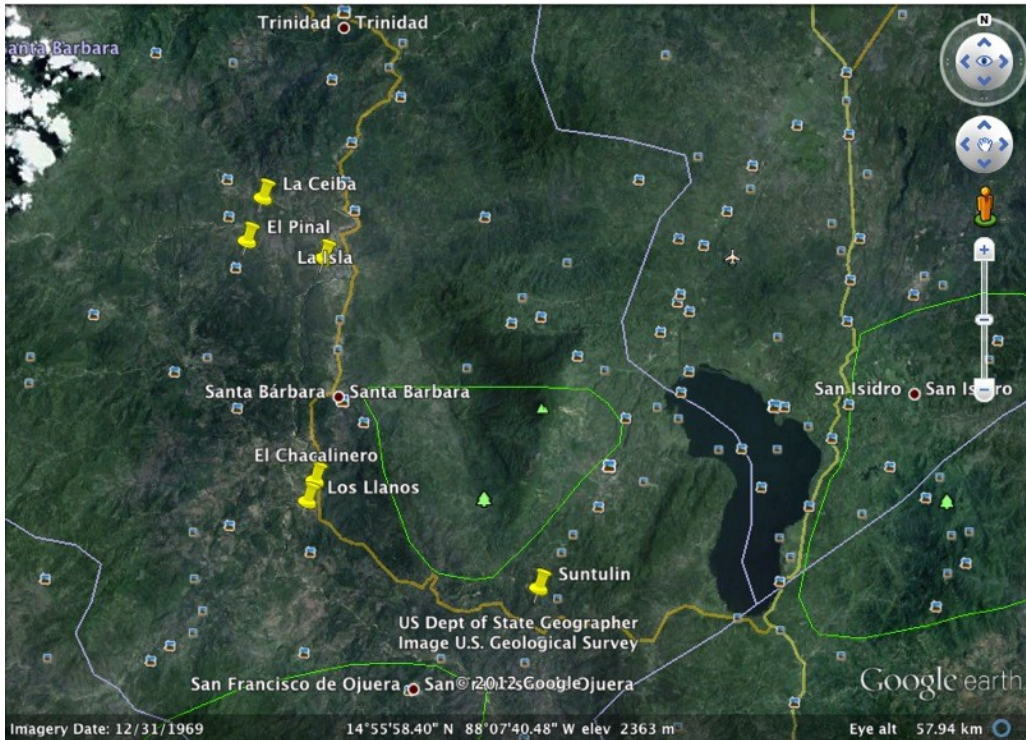 Trinidad Trinidad
anta Barbara
N
La Ceiba
El Pinal
La Isla
Santa Bárbara Santa Barbara
San Isidro San Isidro
El Chacalinero
Los Llanos
Suntulin
US Dept of State Geographer
Image U.S. Geological Survey
© 2012 Google
San Francisco de Ojuera San Ojuera
Google earth
Imagery Date: 12/31/1969 14°55'58.40" N 88°07'40.48" W elev 2363 m Eye alt 57.94 km